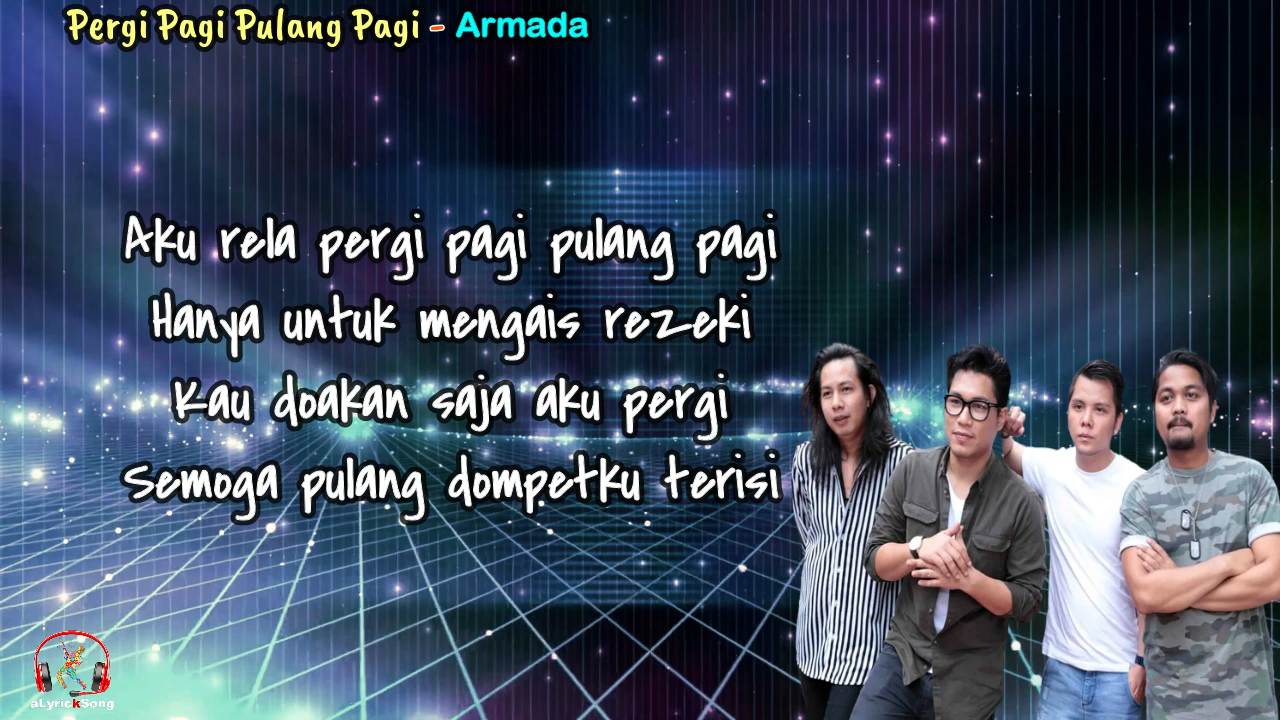 Pergi Pagi Pulang Pagi - Armada
Aku rela pergi pagi pulang pagi
Hanya untuk mengais rezeki
Kau doakan saja aku pergi
Semoga pulang dompetku terisi
aLyrickSong